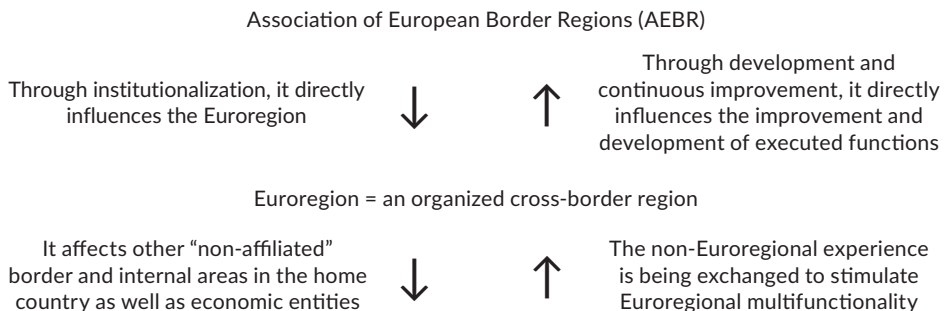 Association of European Border Regions (AEBR)
Through institutionalization, it directly
influences the Euroregion
Through development and
continuous improvement, it directly
influences the improvement and
development of executed functions
Euroregion = an organized cross-border region
It affects other “non-affiliated”
border and internal areas in the home
country as well as economic entities
The non-Euroregional experience
is being exchanged to stimulate
Euroregional multifunctionality